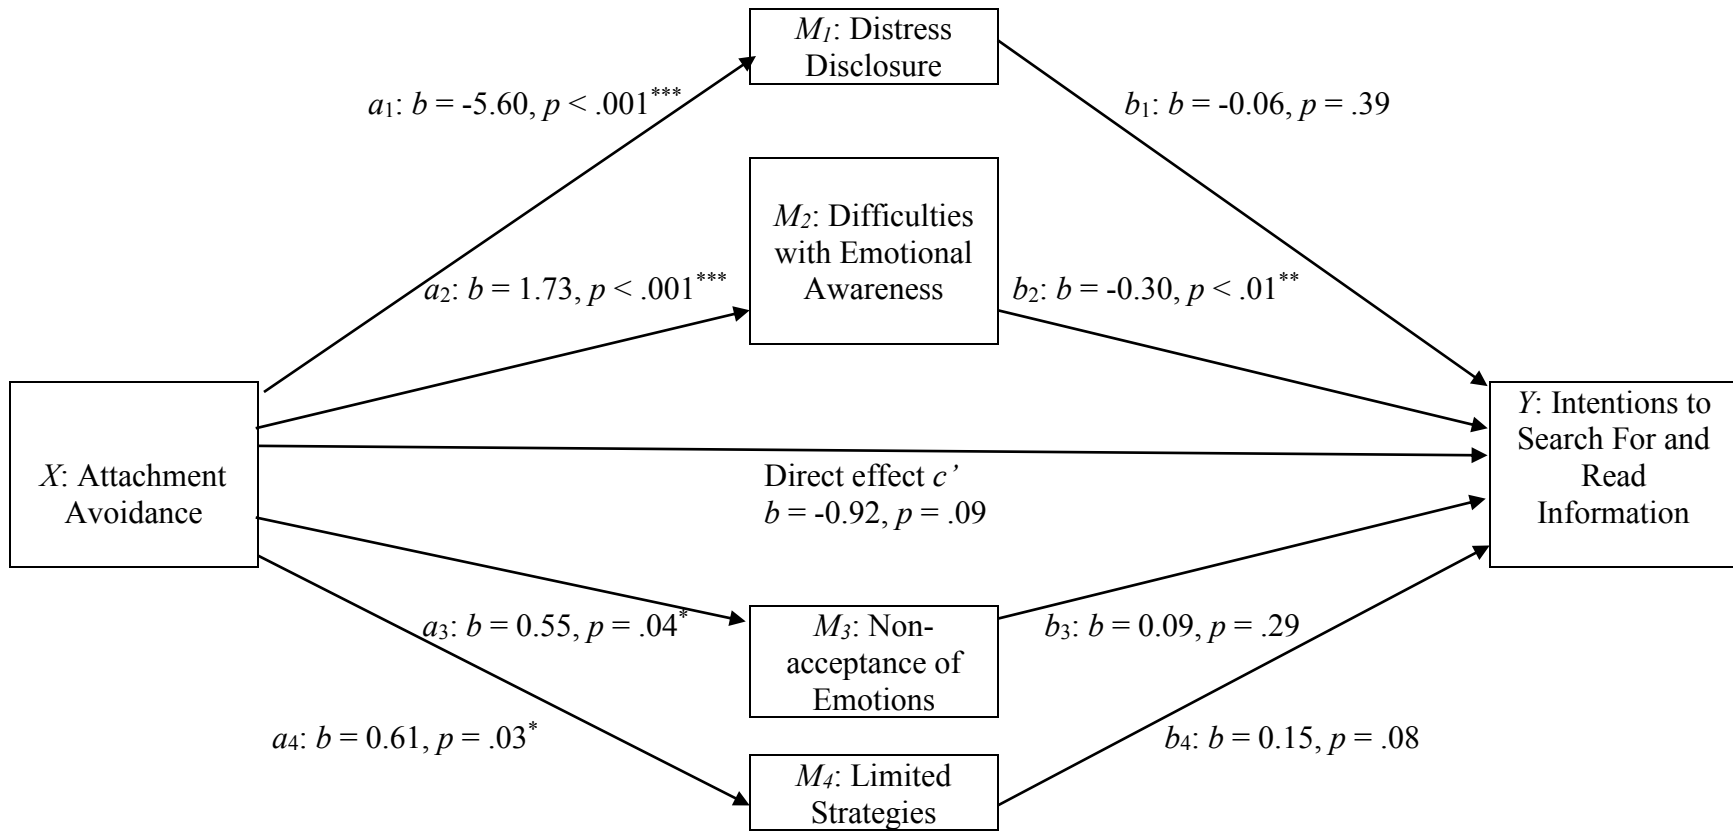 M₁: Distress
Disclosure
a₁: b = -5.60, p < .001***
b₁: b = -0.06, p = .39
M₂: Difficulties
with Emotional
Awareness
a₂: b = 1.73, p < .001***
b₂: b = -0.30, p < .01**
X: Attachment
Avoidance
Direct effect c’
b = -0.92, p = .09
Y: Intentions to
Search For and
Read
Information
a₃: b = 0.55, p = .04*
M₃: Non-
acceptance of
Emotions
b₃: b = 0.09, p = .29
a₄: b = 0.61, p = .03*
b₄: b = 0.15, p = .08
M₄: Limited
Strategies